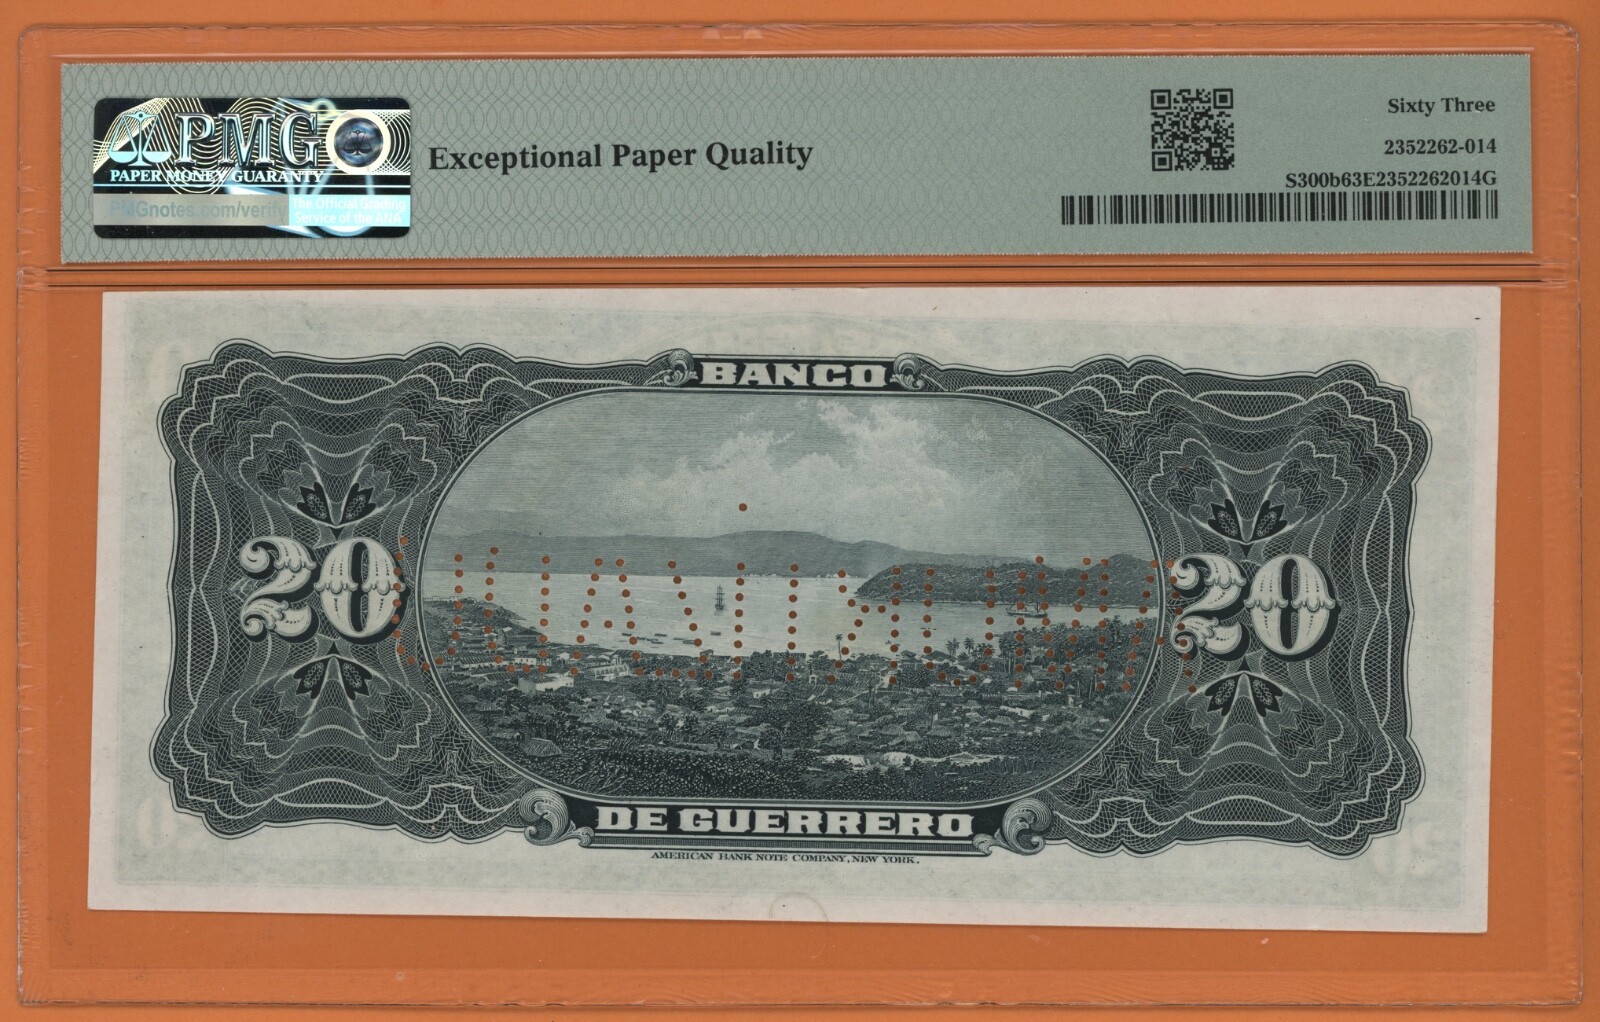 PMG
PAPER MONEY GUARANTY
PMGnotes.com/verify
The Official Grading
Service of the ANA
Exceptional Paper Quality
Sixty Three
2352262-014
S300b63E2352262014G
BANCO
20
20
DE GUERRERO
AMERICAN BANK NOTE COMPANY, NEW YORK.